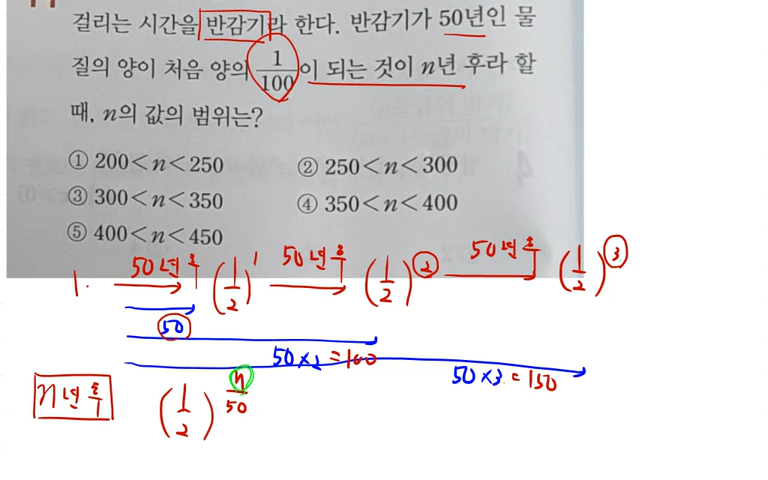 걸리는 시간을 반감기라 한다. 반감기가 50년인 물
질의 양이 처음 양의 1/100이 되는 것이 n년 후라 할
때, n의 값의 범위는?
① 200<n<250 ② 250<n<300
③ 300<n<350 ④ 350<n<400
⑤ 400<n<450
1. 50년 후 (1/2)^1 50년 후 (1/2)^2 50년 후 (1/2)^3
50
50×2=100
50×3=150
n년 후 (1/2)^(n/50)